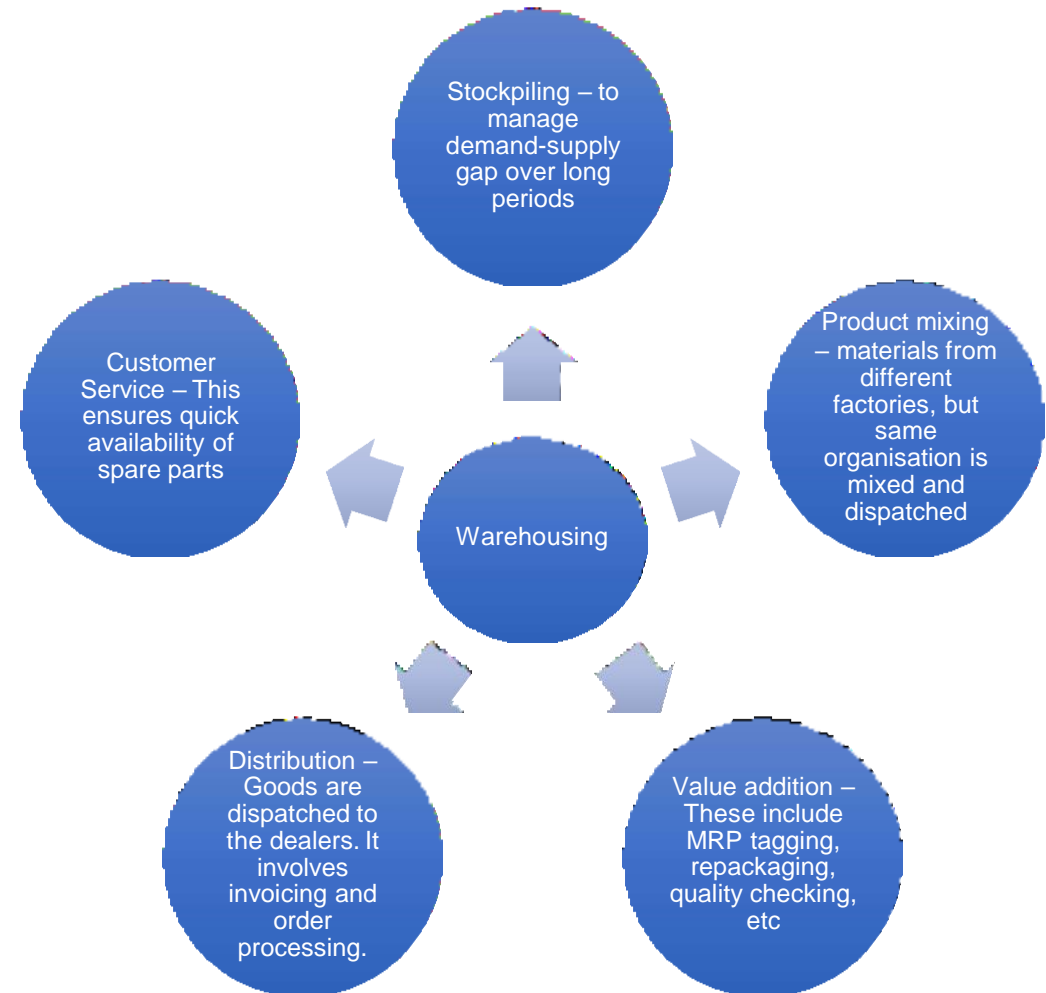 Stockpiling – to
manage
demand-supply
gap over long
periods
Product mixing
– materials from
different
factories, but
same
organisation is
mixed and
dispatched
Customer
Service – This
ensures quick
availability of
spare parts
Warehousing
Distribution –
Goods are
dispatched to
the dealers. It
involves
invoicing and
order
processing.
Value addition –
These include
MRP tagging,
repackaging,
quality checking,
etc